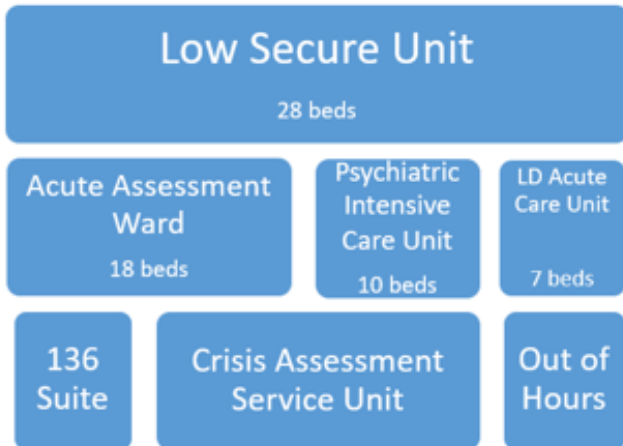 Low Secure Unit
28 beds
Acute Assessment
Ward
18 beds
Psychiatric
Intensive
Care Unit
10 beds
LD Acute
Care Unit
7 beds
136
Suite
Crisis Assessment
Service Unit
Out of
Hours